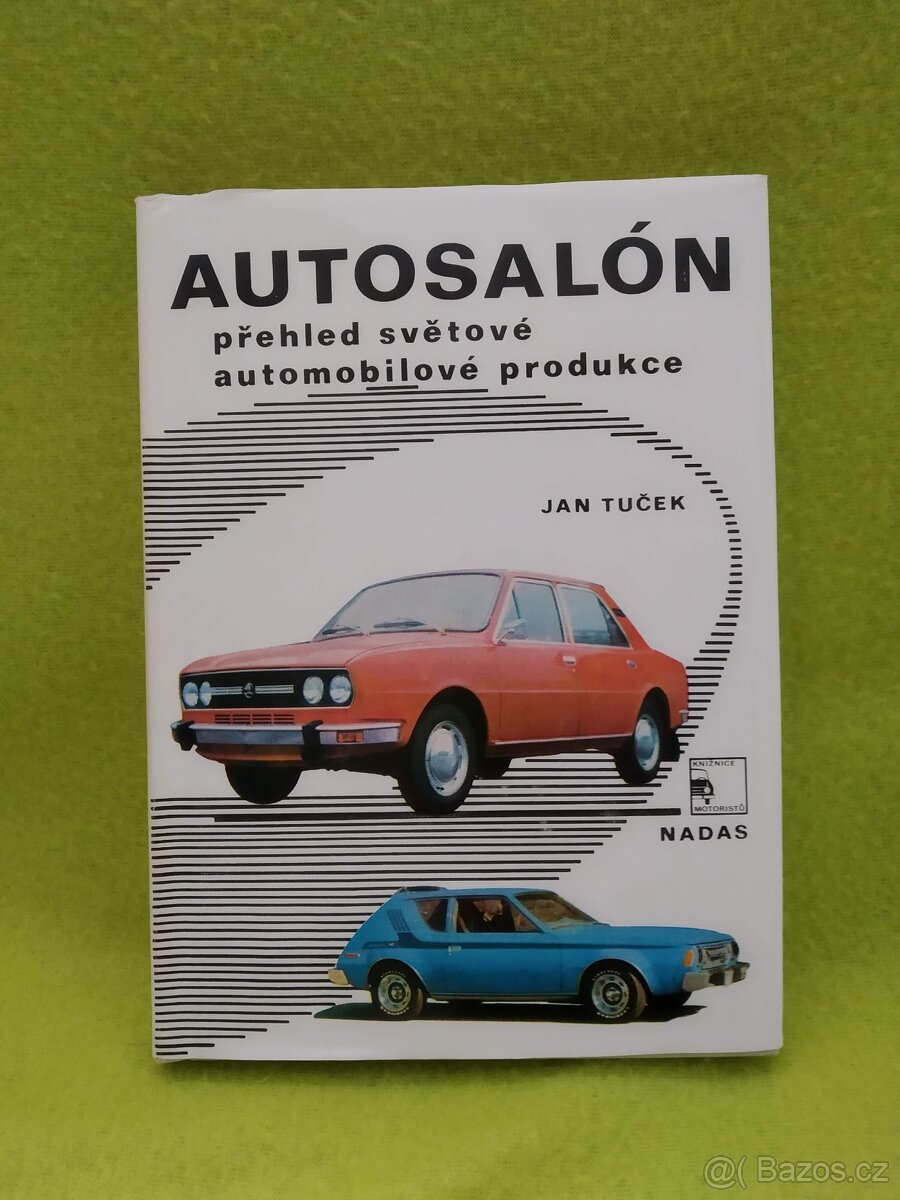 AUTOSALÓN
přehled světové
automobilové produkce
JAN TUČEK
KNIŽNICE
MOTORISTŮ
NADAS
@( Bazos.cz